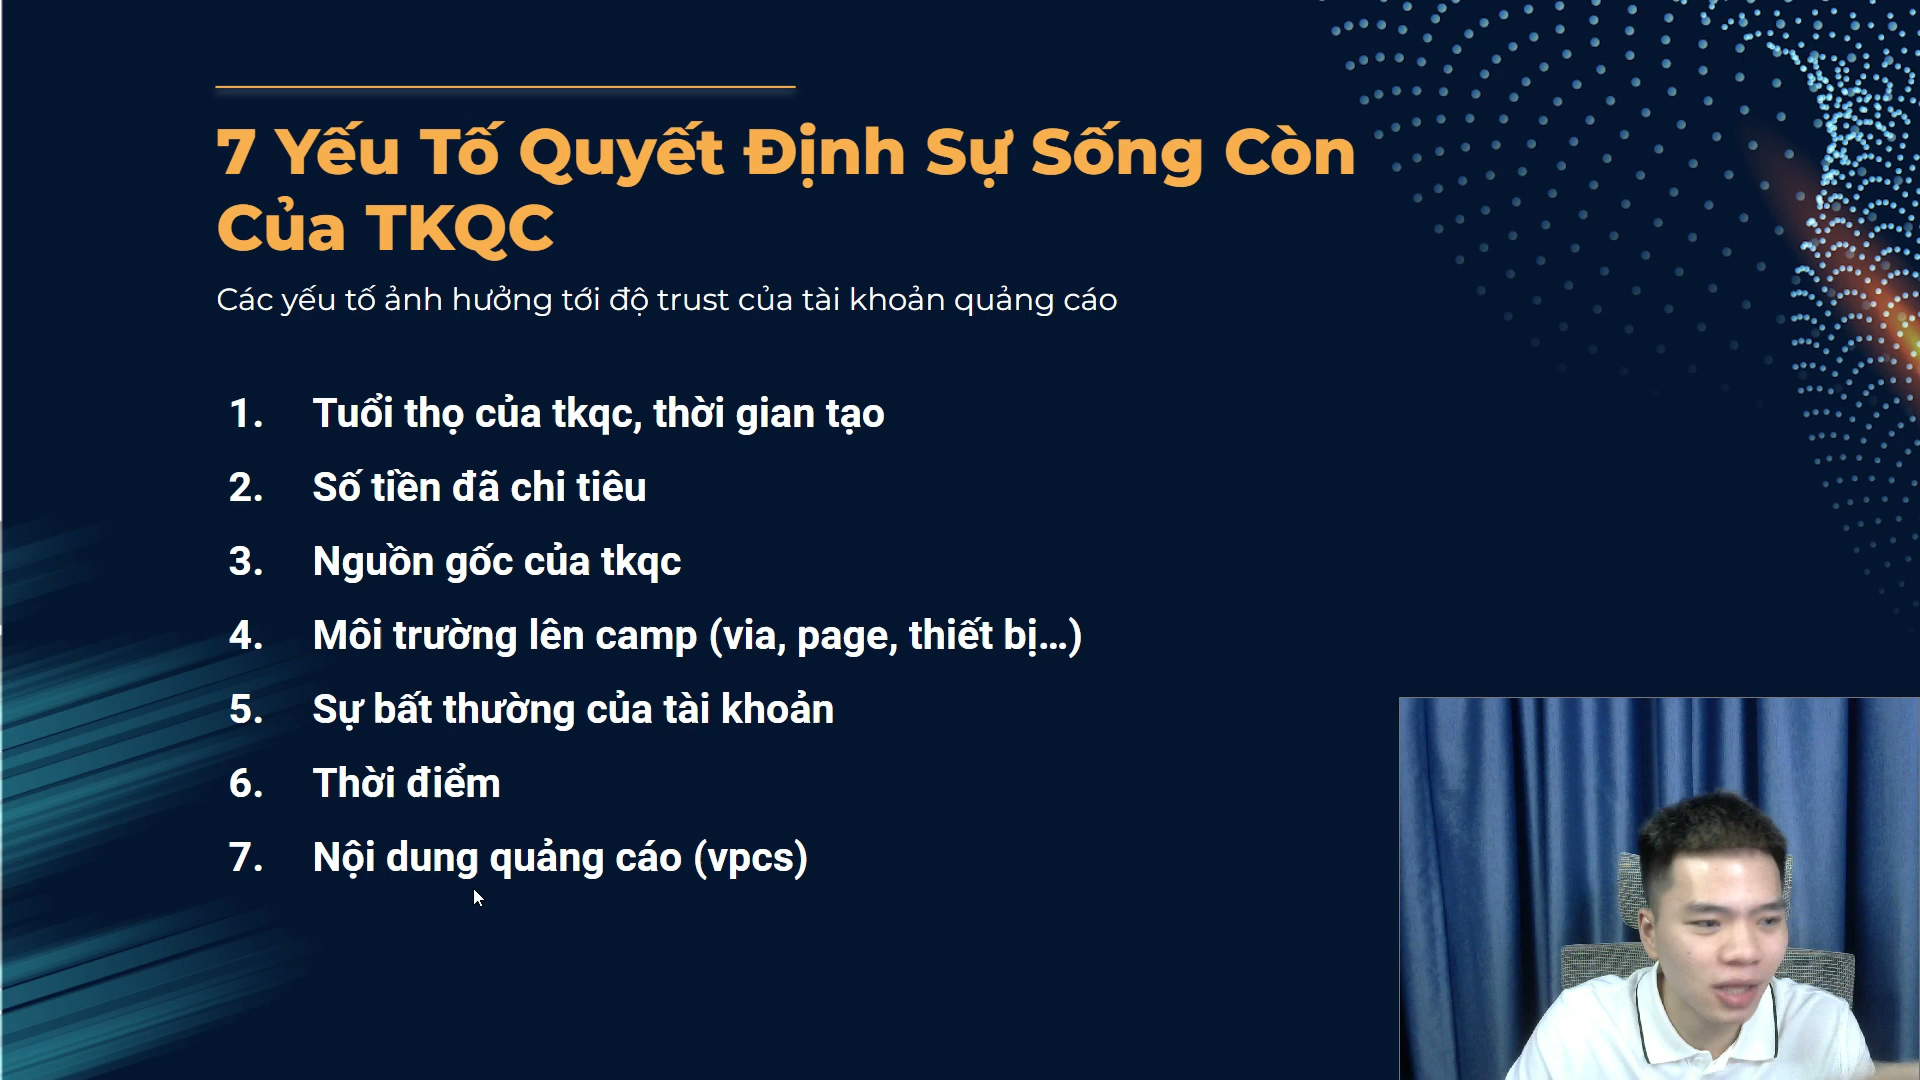 7 Yếu Tố Quyết Định Sự Sống Còn
Của TKQC
Các yếu tố ảnh hưởng tới độ trust của tài khoản quảng cáo
1. Tuổi thọ của tkqc, thời gian tạo
2. Số tiền đã chi tiêu
3. Nguồn gốc của tkqc
4. Môi trường lên camp (via, page, thiết bị...)
5. Sự bất thường của tài khoản
6. Thời điểm
7. Nội dung quảng cáo (vpcs)